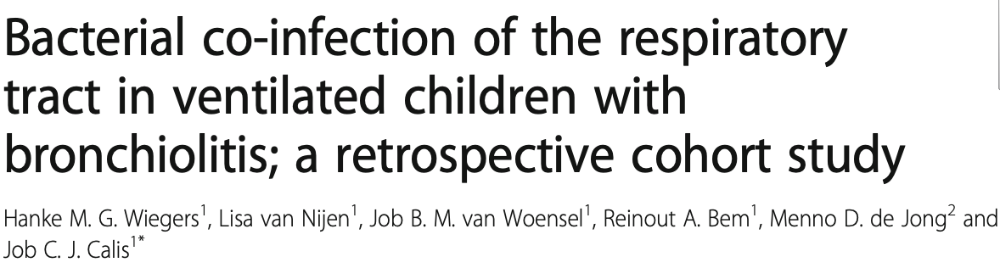 Bacterial co-infection of the respiratory
tract in ventilated children with
bronchiolitis; a retrospective cohort study
Hanke M. G. Wiegers¹, Lisa van Nijen¹, Job B. M. van Woensel¹, Reinout A. Bem¹, Menno D. de Jong² and
Job C. J. Calis¹*